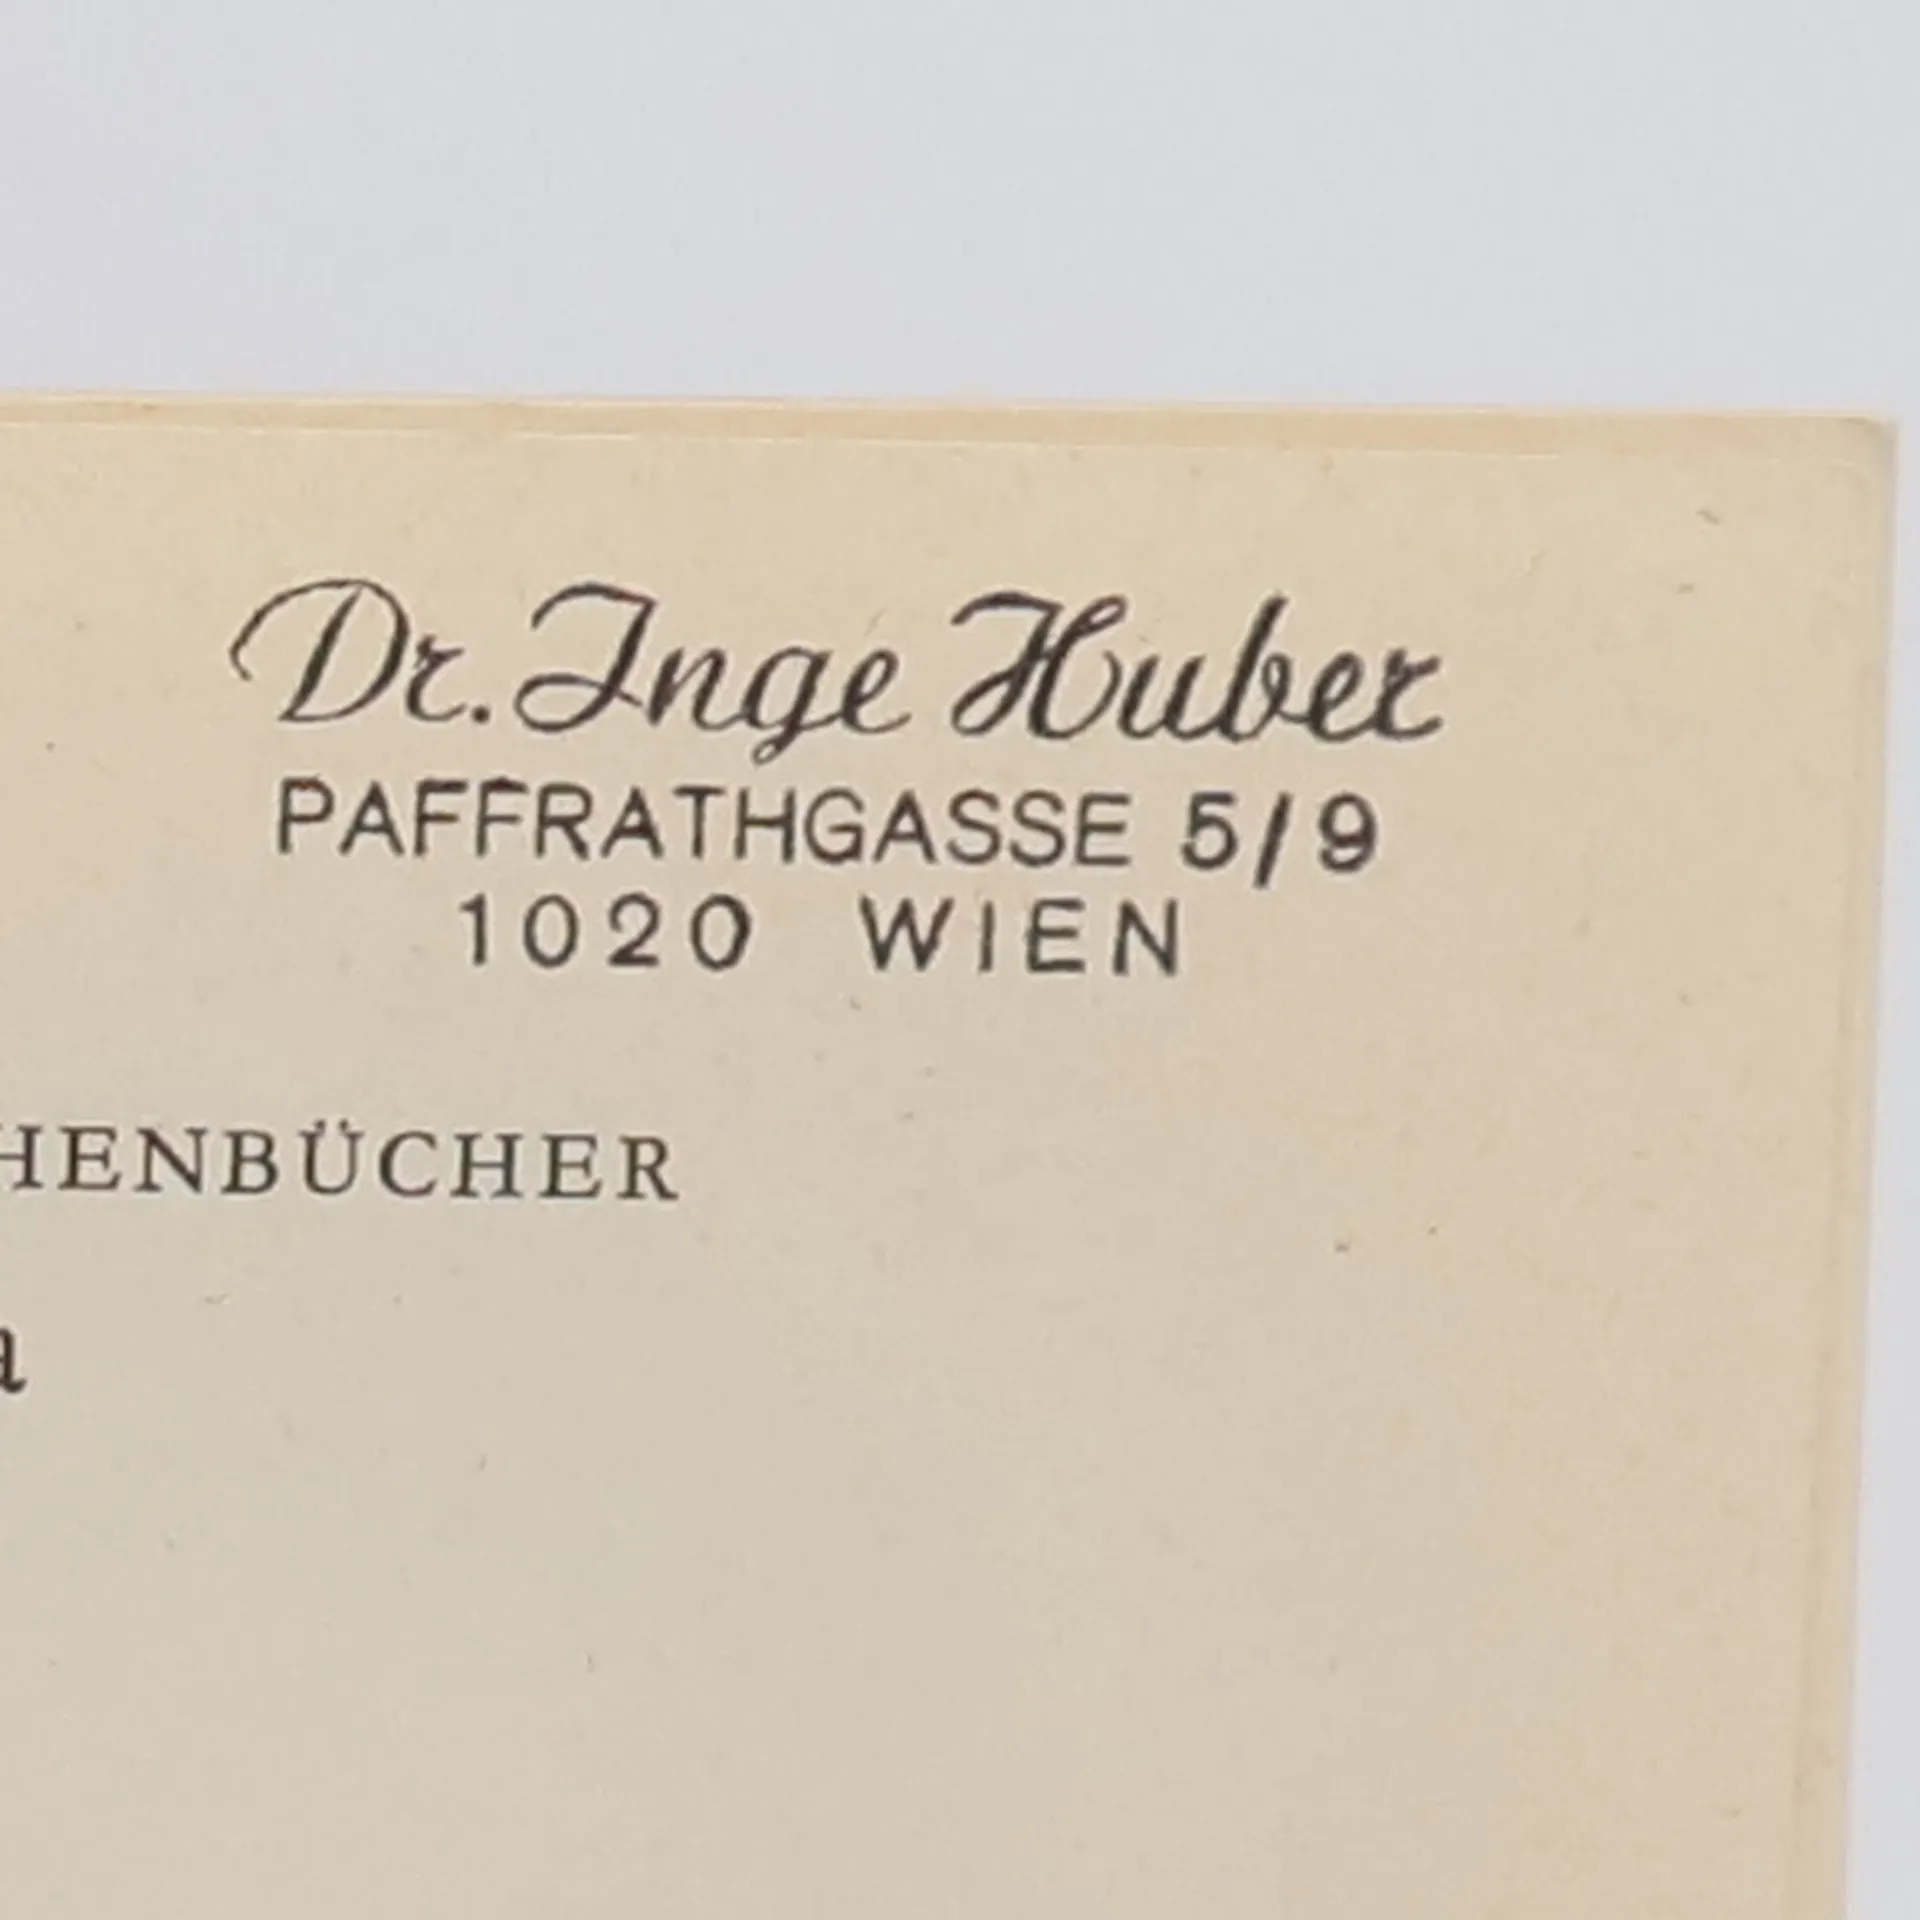 Dr. Inge Huber
PAFFRATHGASSE 5/9
1020 WIEN
HENBÜCHER
a